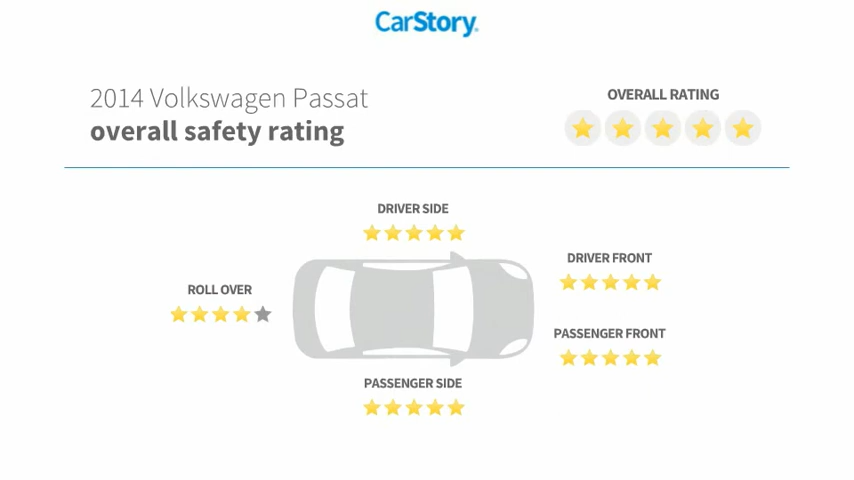 CarStory
2014 Volkswagen Passat
overall safety rating
OVERALL RATING
DRIVER SIDE
DRIVER FRONT
ROLL OVER
PASSENGER FRONT
PASSENGER SIDE